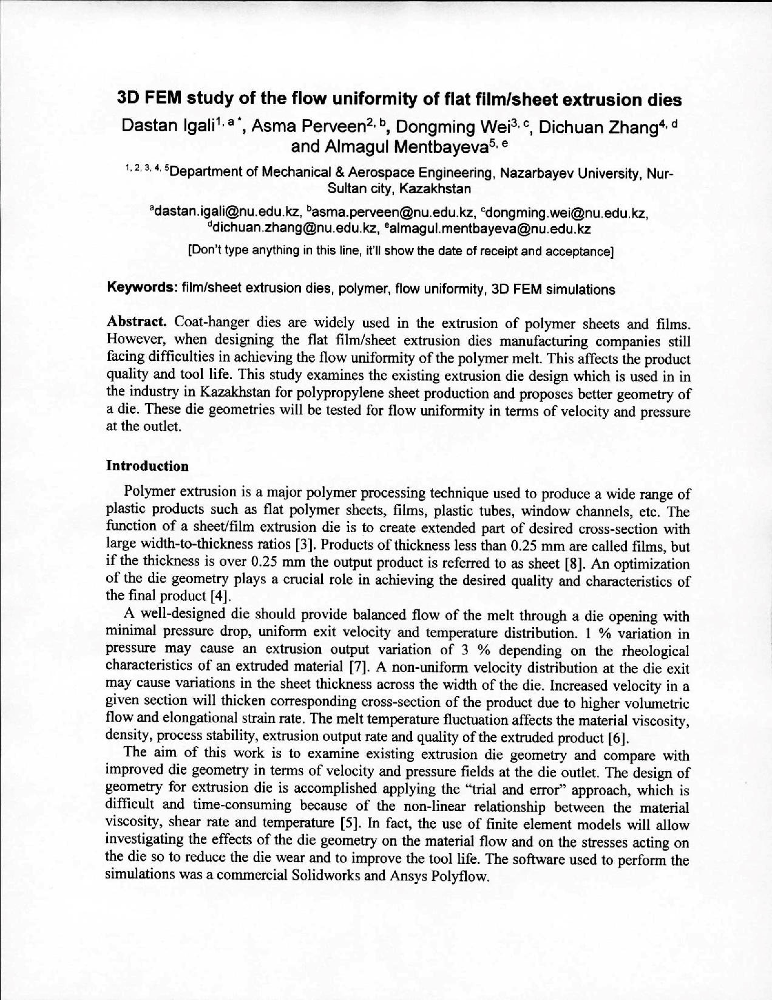 3D FEM study of the flow uniformity of flat film/sheet extrusion dies
Dastan Igali1, a *, Asma Perveen2, b, Dongming Wei3, c, Dichuan Zhang4, d
and Almagul Mentbayeva5, e
1, 2, 3, 4, 5Department of Mechanical & Aerospace Engineering, Nazarbayev University, Nur-
Sultan city, Kazakhstan
adastan.igali@nu.edu.kz, basma.perveen@nu.edu.kz, cdongming.wei@nu.edu.kz,
ddichuan.zhang@nu.edu.kz, ealmagul.mentbayeva@nu.edu.kz
[Don't type anything in this line, it'll show the date of receipt and acceptance]
Keywords: film/sheet extrusion dies, polymer, flow uniformity, 3D FEM simulations
Abstract. Coat-hanger dies are widely used in the extrusion of polymer sheets and films.
However, when designing the flat film/sheet extrusion dies manufacturing companies still
facing difficulties in achieving the flow uniformity of the polymer melt. This affects the product
quality and tool life. This study examines the existing extrusion die design which is used in in
the industry in Kazakhstan for polypropylene sheet production and proposes better geometry of
a die. These die geometries will be tested for flow uniformity in terms of velocity and pressure
at the outlet.
Introduction
Polymer extrusion is a major polymer processing technique used to produce a wide range of
plastic products such as flat polymer sheets, films, plastic tubes, window channels, etc. The
function of a sheet/film extrusion die is to create extended part of desired cross-section with
large width-to-thickness ratios [3]. Products of thickness less than 0.25 mm are called films, but
if the thickness is over 0.25 mm the output product is referred to as sheet [8]. An optimization
of the die geometry plays a crucial role in achieving the desired quality and characteristics of
the final product [4].
A well-designed die should provide balanced flow of the melt through a die opening with
minimal pressure drop, uniform exit velocity and temperature distribution. 1 % variation in
pressure may cause an extrusion output variation of 3 % depending on the rheological
characteristics of an extruded material [7]. A non-uniform velocity distribution at the die exit
may cause variations in the sheet thickness across the width of the die. Increased velocity in a
given section will thicken corresponding cross-section of the product due to higher volumetric
flow and elongational strain rate. The melt temperature fluctuation affects the material viscosity,
density, process stability, extrusion output rate and quality of the extruded product [6].
The aim of this work is to examine existing extrusion die geometry and compare with
improved die geometry in terms of velocity and pressure fields at the die outlet. The design of
geometry for extrusion die is accomplished applying the “trial and error” approach, which is
difficult and time-consuming because of the non-linear relationship between the material
viscosity, shear rate and temperature [5]. In fact, the use of finite element models will allow
investigating the effects of the die geometry on the material flow and on the stresses acting on
the die so to reduce the die wear and to improve the tool life. The software used to perform the
simulations was a commercial Solidworks and Ansys Polyflow.